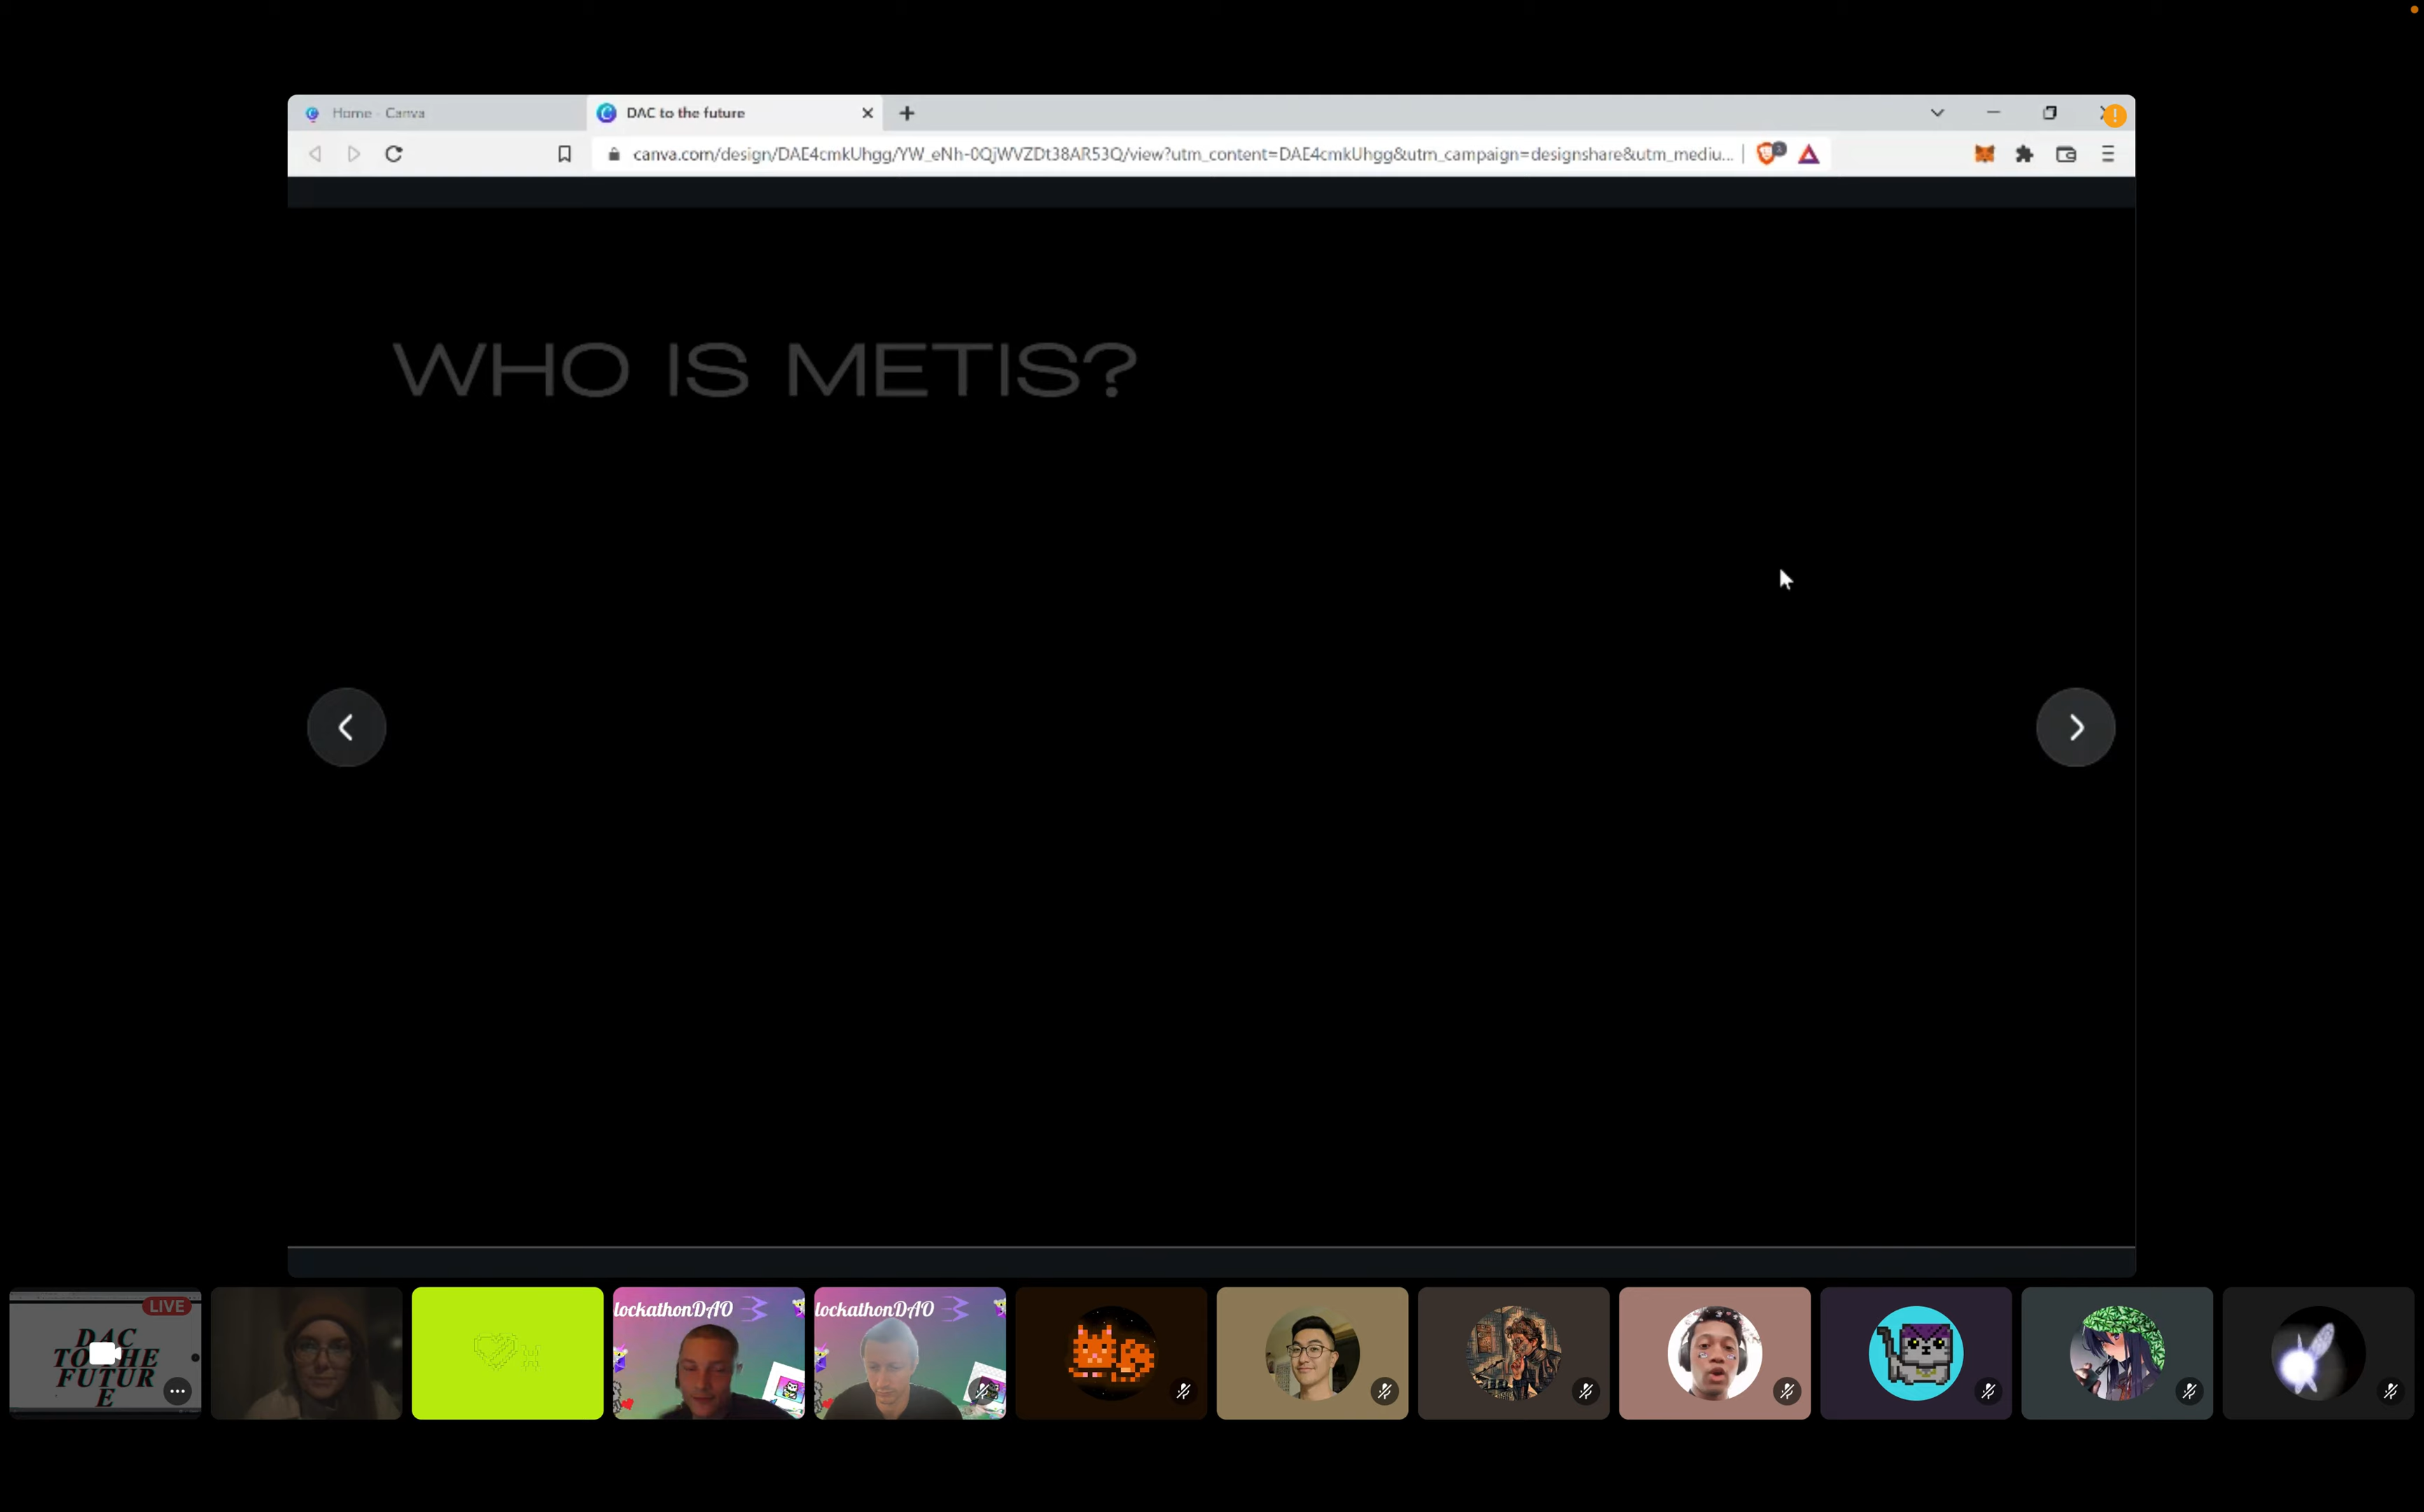 Home - Canva
DAC to the future
canva.com/design/DAE4cmkUhgg/YW_eNh-0QjWVZDt38AR53Q/view?utm_content=DAE4cmkUhgg&utm_campaign=designshare&utm_mediu...
WHO IS METIS?
LIVE
DAC
TO THE
FUTUR
E
lockathonDAO
lockathonDAO